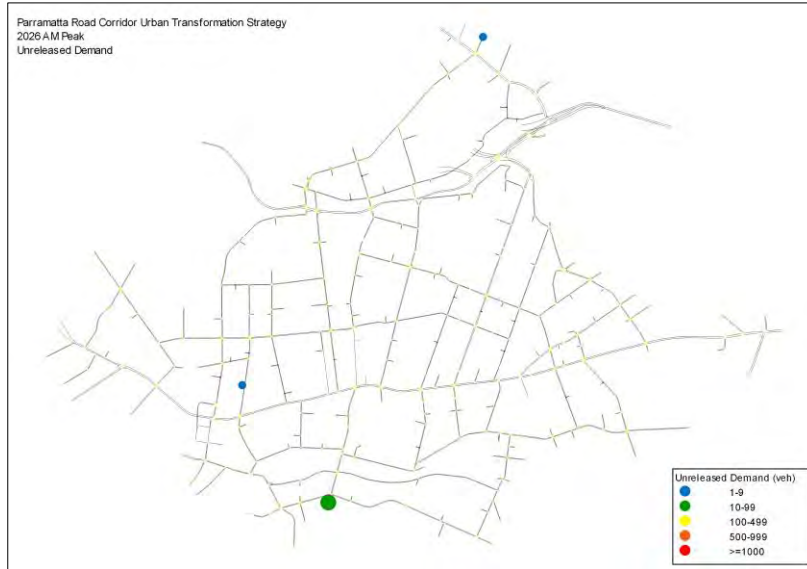 Parramatta Road Corridor Urban Transformation Strategy
2026 AM Peak
Unreleased Demand
Unreleased Demand (veh)
1-9
10-99
100-499
500-999
>=1000